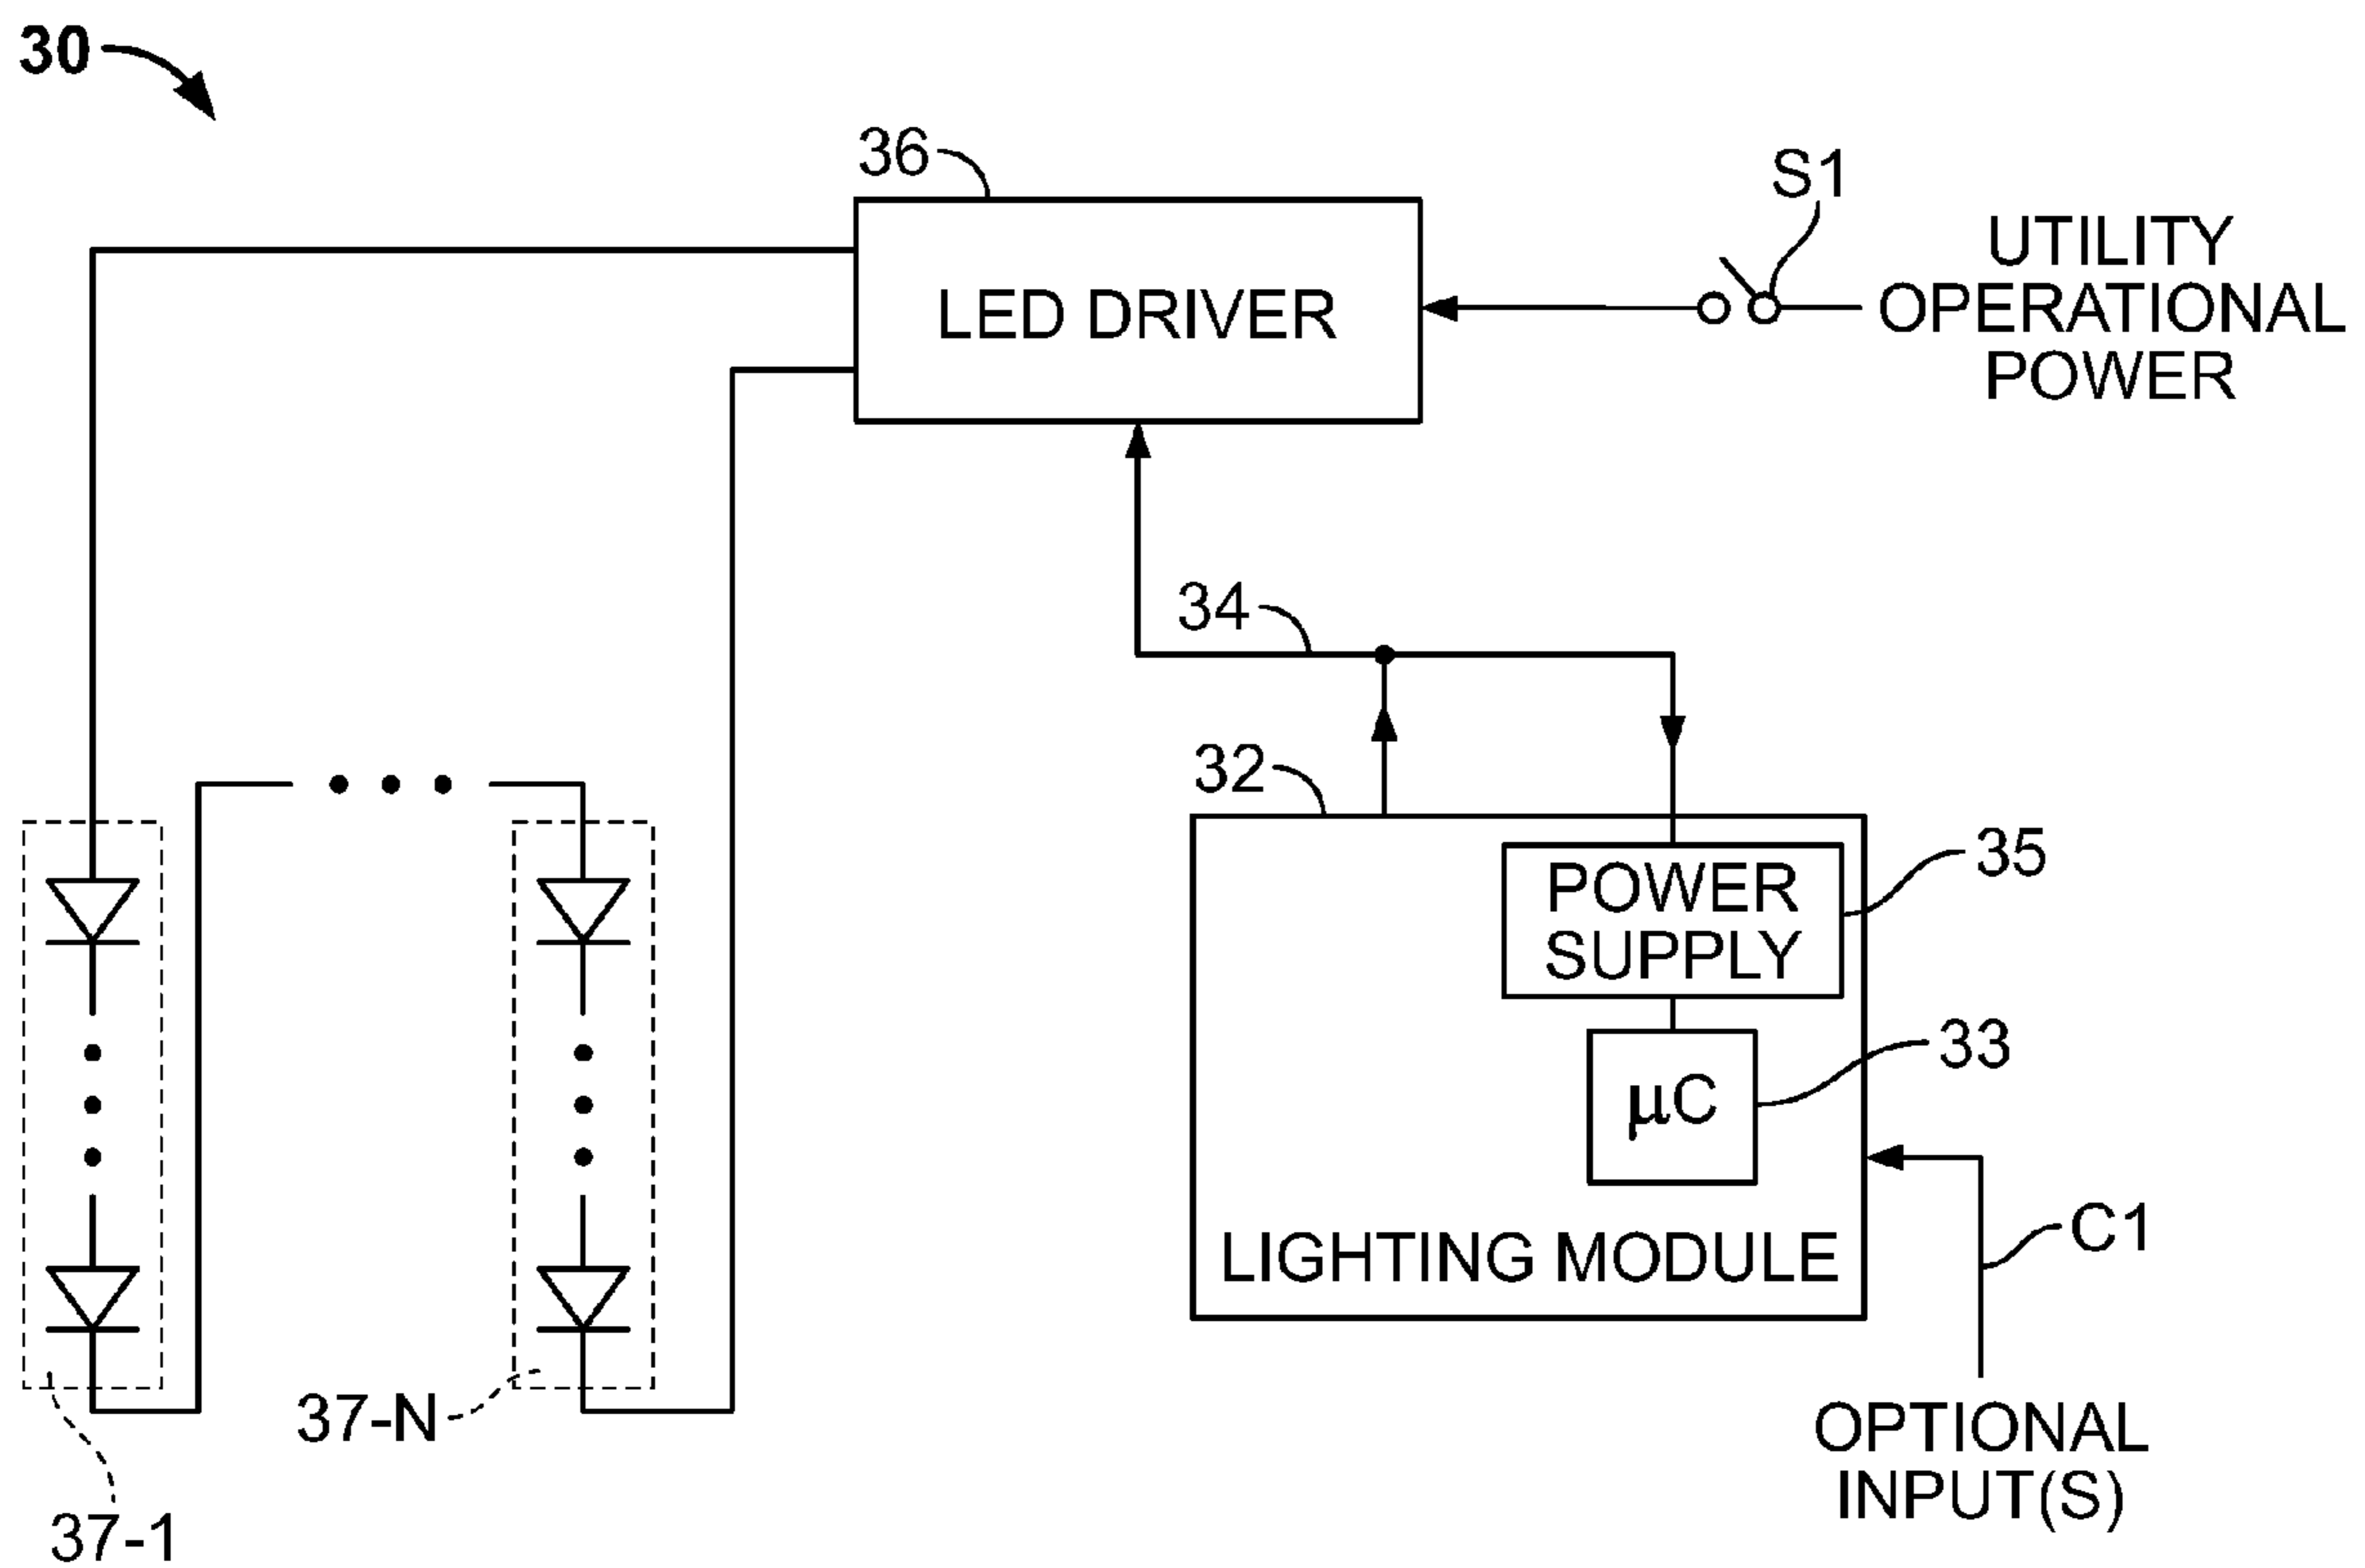 30
36
S1
UTILITY
OPERATIONAL
POWER
LED DRIVER
34
32
35
POWER
SUPPLY
33
µC
C1
LIGHTING MODULE
37-N
OPTIONAL
INPUT(S)
37-1